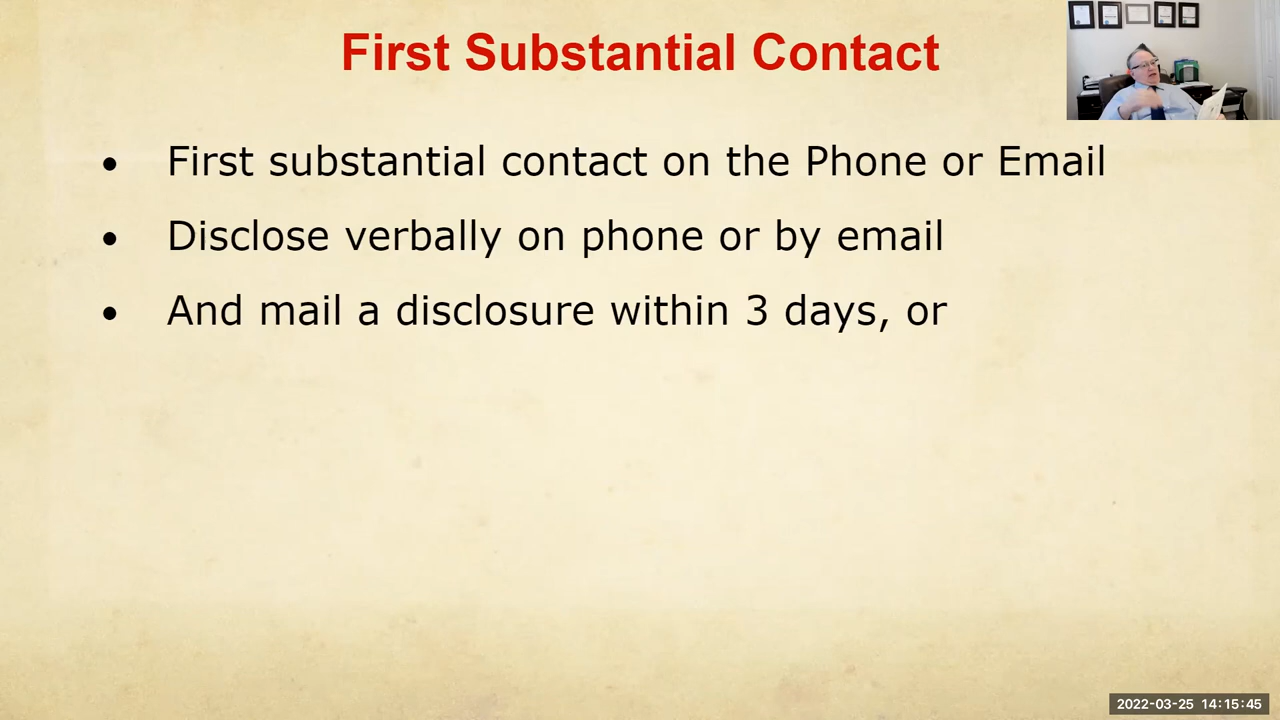 First Substantial Contact
• First substantial contact on the Phone or Email
• Disclose verbally on phone or by email
• And mail a disclosure within 3 days, or
2022-03-25 14:15:45